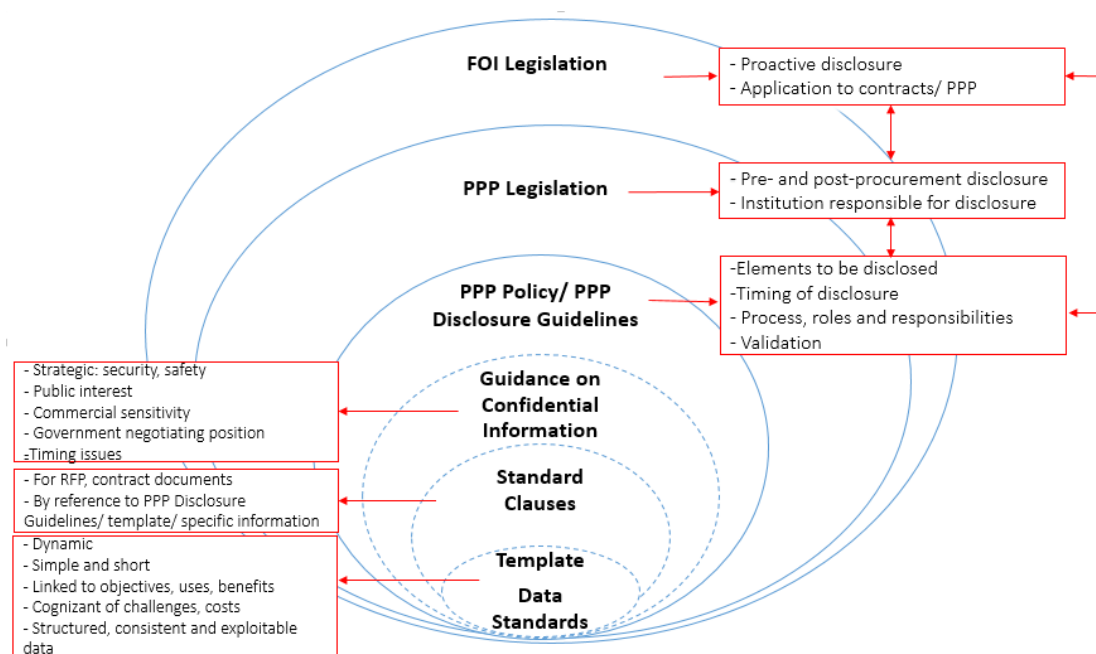 FOI Legislation
- Proactive disclosure
- Application to contracts/ PPP
PPP Legislation
- Pre- and post-procurement disclosure
- Institution responsible for disclosure
PPP Policy/ PPP
Disclosure Guidelines
-Elements to be disclosed
-Timing of disclosure
- Process, roles and responsibilities
- Validation
Guidance on
Confidential
Information
- Strategic: security, safety
- Public interest
- Commercial sensitivity
- Government negotiating position
-Timing issues
Standard
Clauses
- For RFP, contract documents
- By reference to PPP Disclosure
Guidelines/ template/ specific information
Template
Data
Standards
- Dynamic
- Simple and short
- Linked to objectives, uses, benefits
- Cognizant of challenges, costs
- Structured, consistent and exploitable
data